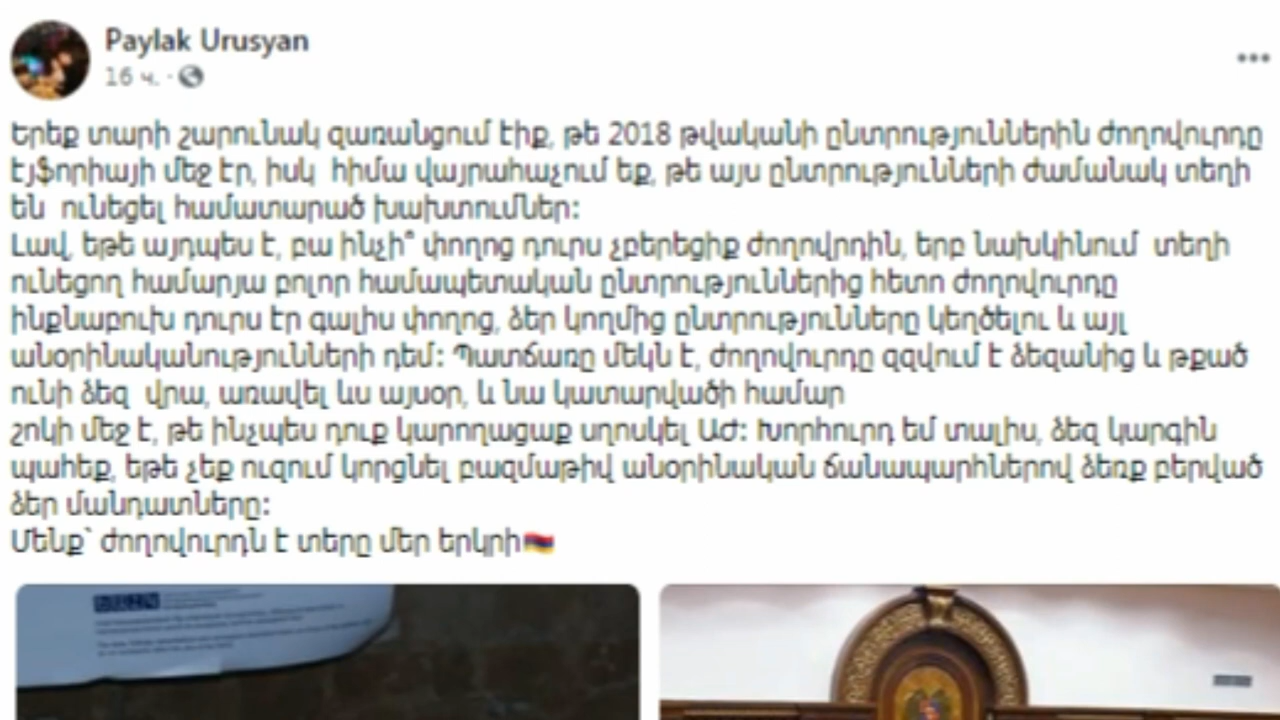 Paylak Urusyan
16 ч. ·
Երեք տարի շարունակ զառանցում էիք, թե 2018 թվականի ընտրություններին ժողովուրդը
էյֆորիայի մեջ էր, իսկ հիմա վայրահաչում եք, թե այս ընտրությունների ժամանակ տեղի
են ունեցել համատարած խախտումներ:
Լավ, եթե այդպես է, բա ինչի՞ փողոց դուրս չբերեցիք ժողովրդին, երբ նախկինում տեղի
ունեցող համարյա բոլոր համապետական ընտրություններից հետո ժողովուրդը
ինքնաբուխ դուրս էր գալիս փողոց, ձեր կողմից ընտրությունները կեղծելու և այլ
անօրինականությունների դեմ: Պատճառը մեկն է, ժողովուրդը զզվում է ձեզանից և թքած
ունի ձեզ վրա, առավել ևս այսօր, և նա կատարվածի համար
շոկի մեջ է, թե ինչպես դուք կարողացաք սողոսկել ԱԺ: Խորհուրդ եմ տալիս, ձեզ կարգին
պահեք, եթե չեք ուզում կորցնել բազմաթիվ անօրինական ճանապարհներով ձեռք բերված
ձեր մանդատները:
Մենք` ժողովուրդն է տերը մեր երկրի🇦🇲